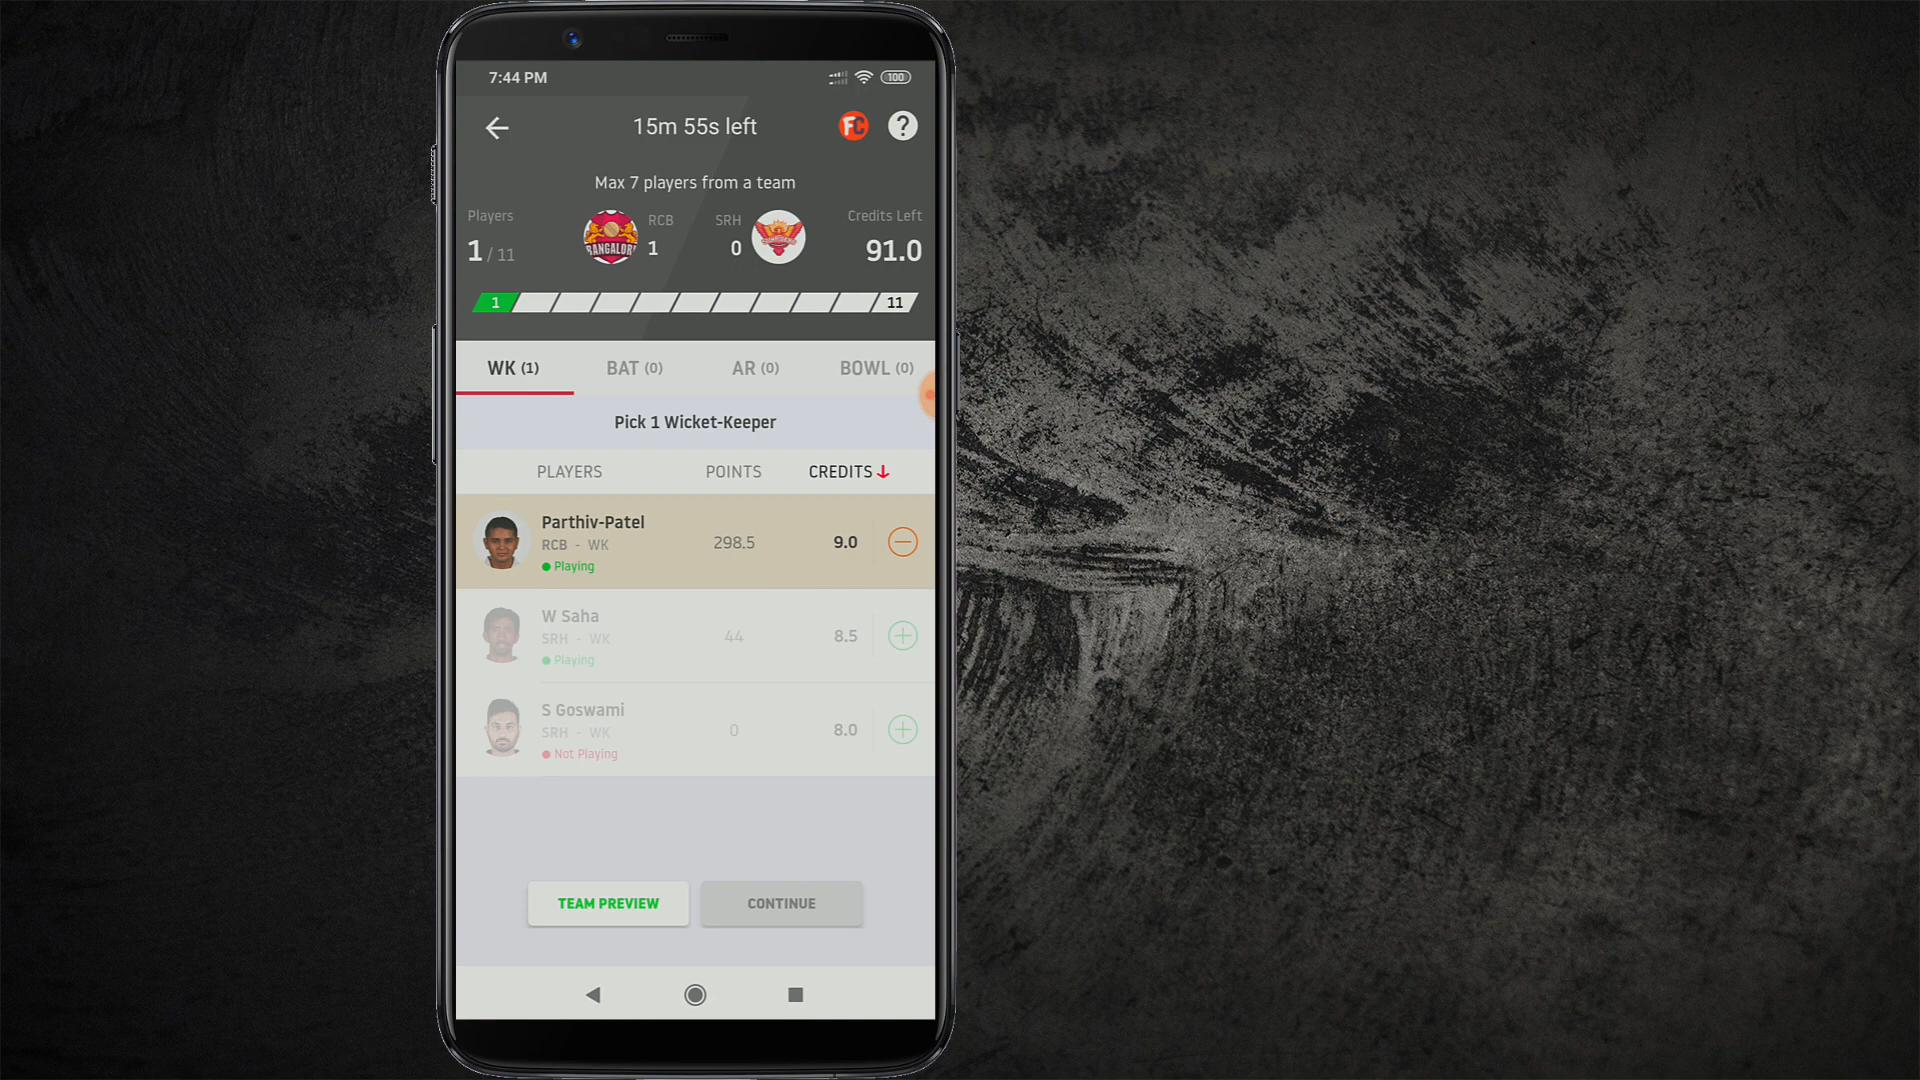 7:44 PM
100
15m 55s left
FC
?
Max 7 players from a team
Players
RCB
SRH
Credits Left
1 / 11
BANGALOR
1
0
91.0
1
11
WK (1)
BAT (0)
AR (0)
BOWL (0)
Pick 1 Wicket-Keeper
PLAYERS
POINTS
CREDITS
Parthiv-Patel
RCB - WK
298.5
9.0
Playing
W Saha
SRH - WK
44
8.5
Playing
S Goswami
SRH - WK
0
8.0
Not Playing
TEAM PREVIEW
CONTINUE